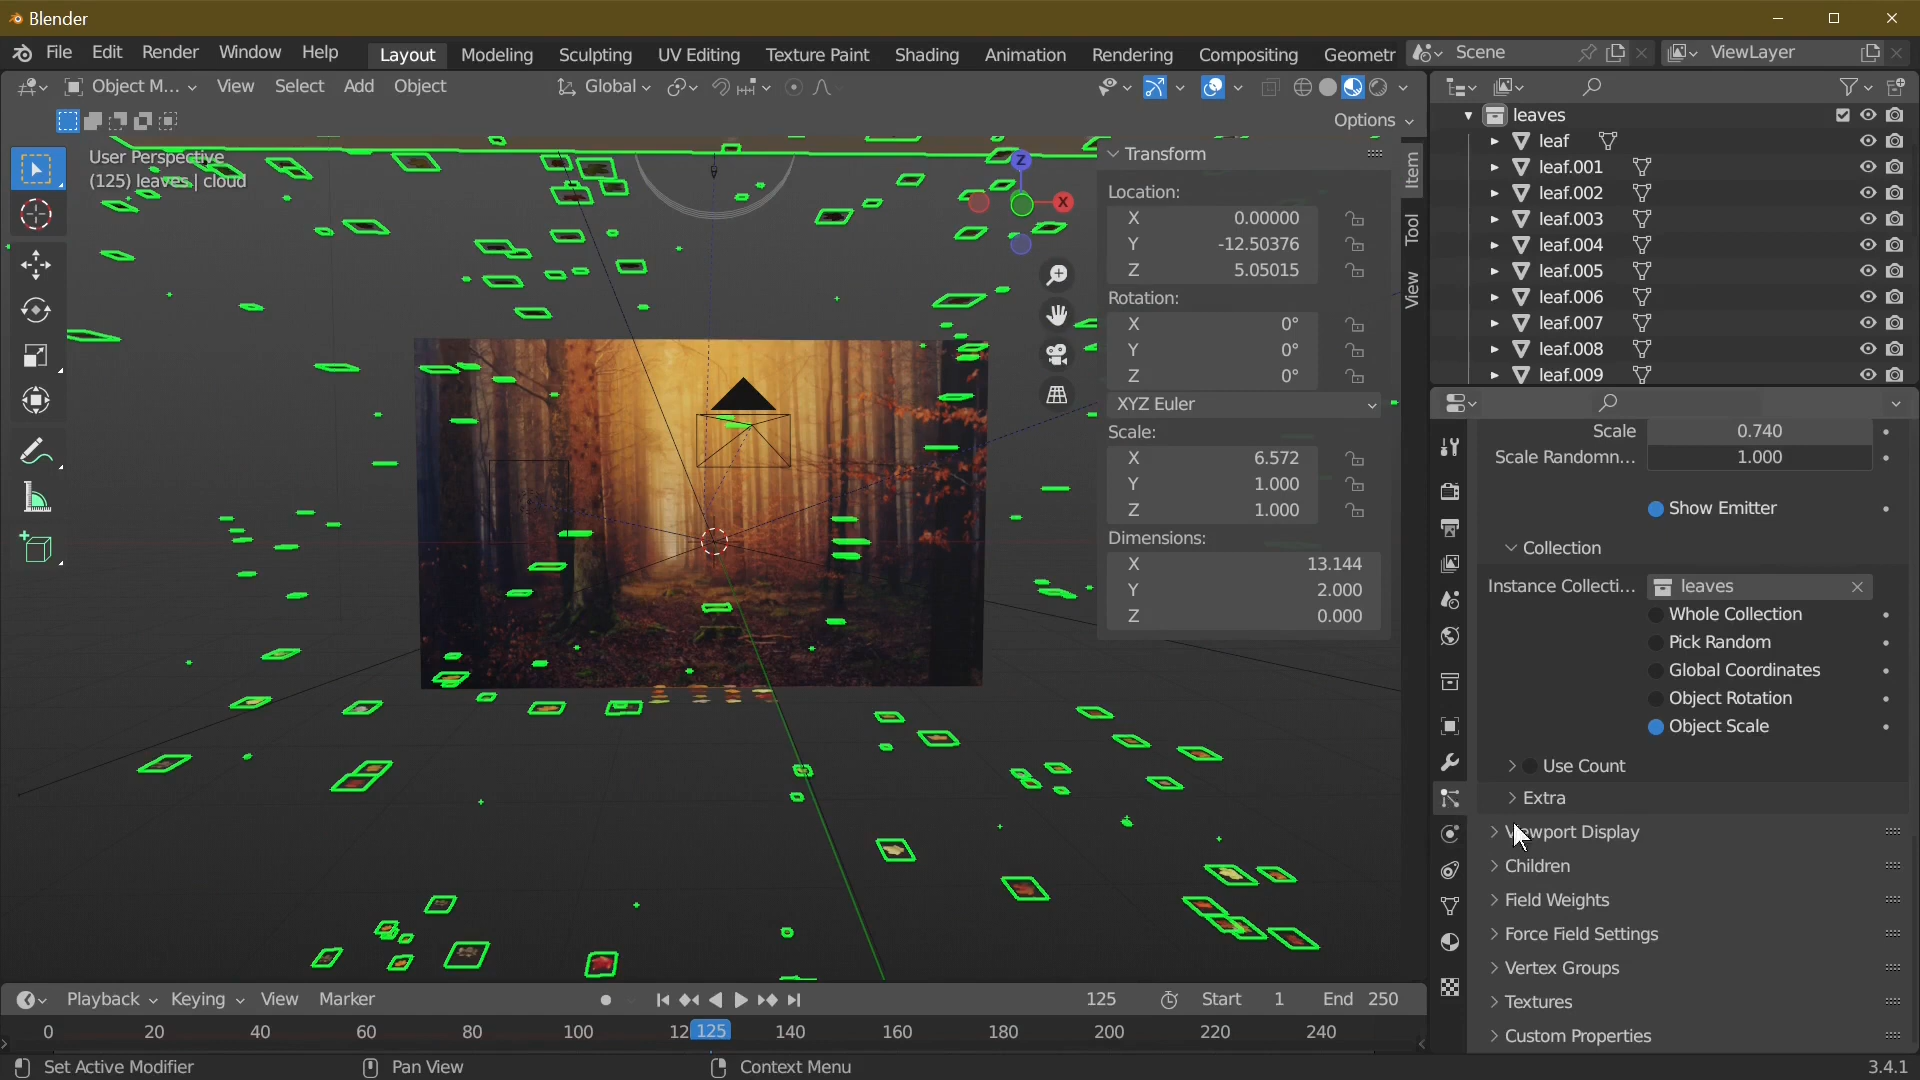 Blender
File Edit Render Window Help Layout Modeling Sculpting UV Editing Texture Paint Shading Animation Rendering Compositing Geometr Scene ViewLayer
Object M... View Select Add Object Global
Options
User Perspective
(125) leaves | cloud
Z
X
Transform
Location:
X 0.00000
Y -12.50376
Z 5.05015
Rotation:
X 0°
Y 0°
Z 0°
XYZ Euler
Scale:
X 6.572
Y 1.000
Z 1.000
Dimensions:
X 13.144
Y 2.000
Z 0.000
Item
Tool
View
leaves
leaf
leaf.001
leaf.002
leaf.003
leaf.004
leaf.005
leaf.006
leaf.007
leaf.008
leaf.009
Scale 0.740
Scale Randomn... 1.000
Show Emitter
Collection
Instance Collecti... leaves
Whole Collection
Pick Random
Global Coordinates
Object Rotation
Object Scale
Use Count
Extra
Viewport Display
Children
Field Weights
Force Field Settings
Vertex Groups
Textures
Custom Properties
Playback Keying View Marker 125 Start 1 End 250
0 20 40 60 80 100 12 125 140 160 180 200 220 240
Set Active Modifier Pan View Context Menu 3.4.1